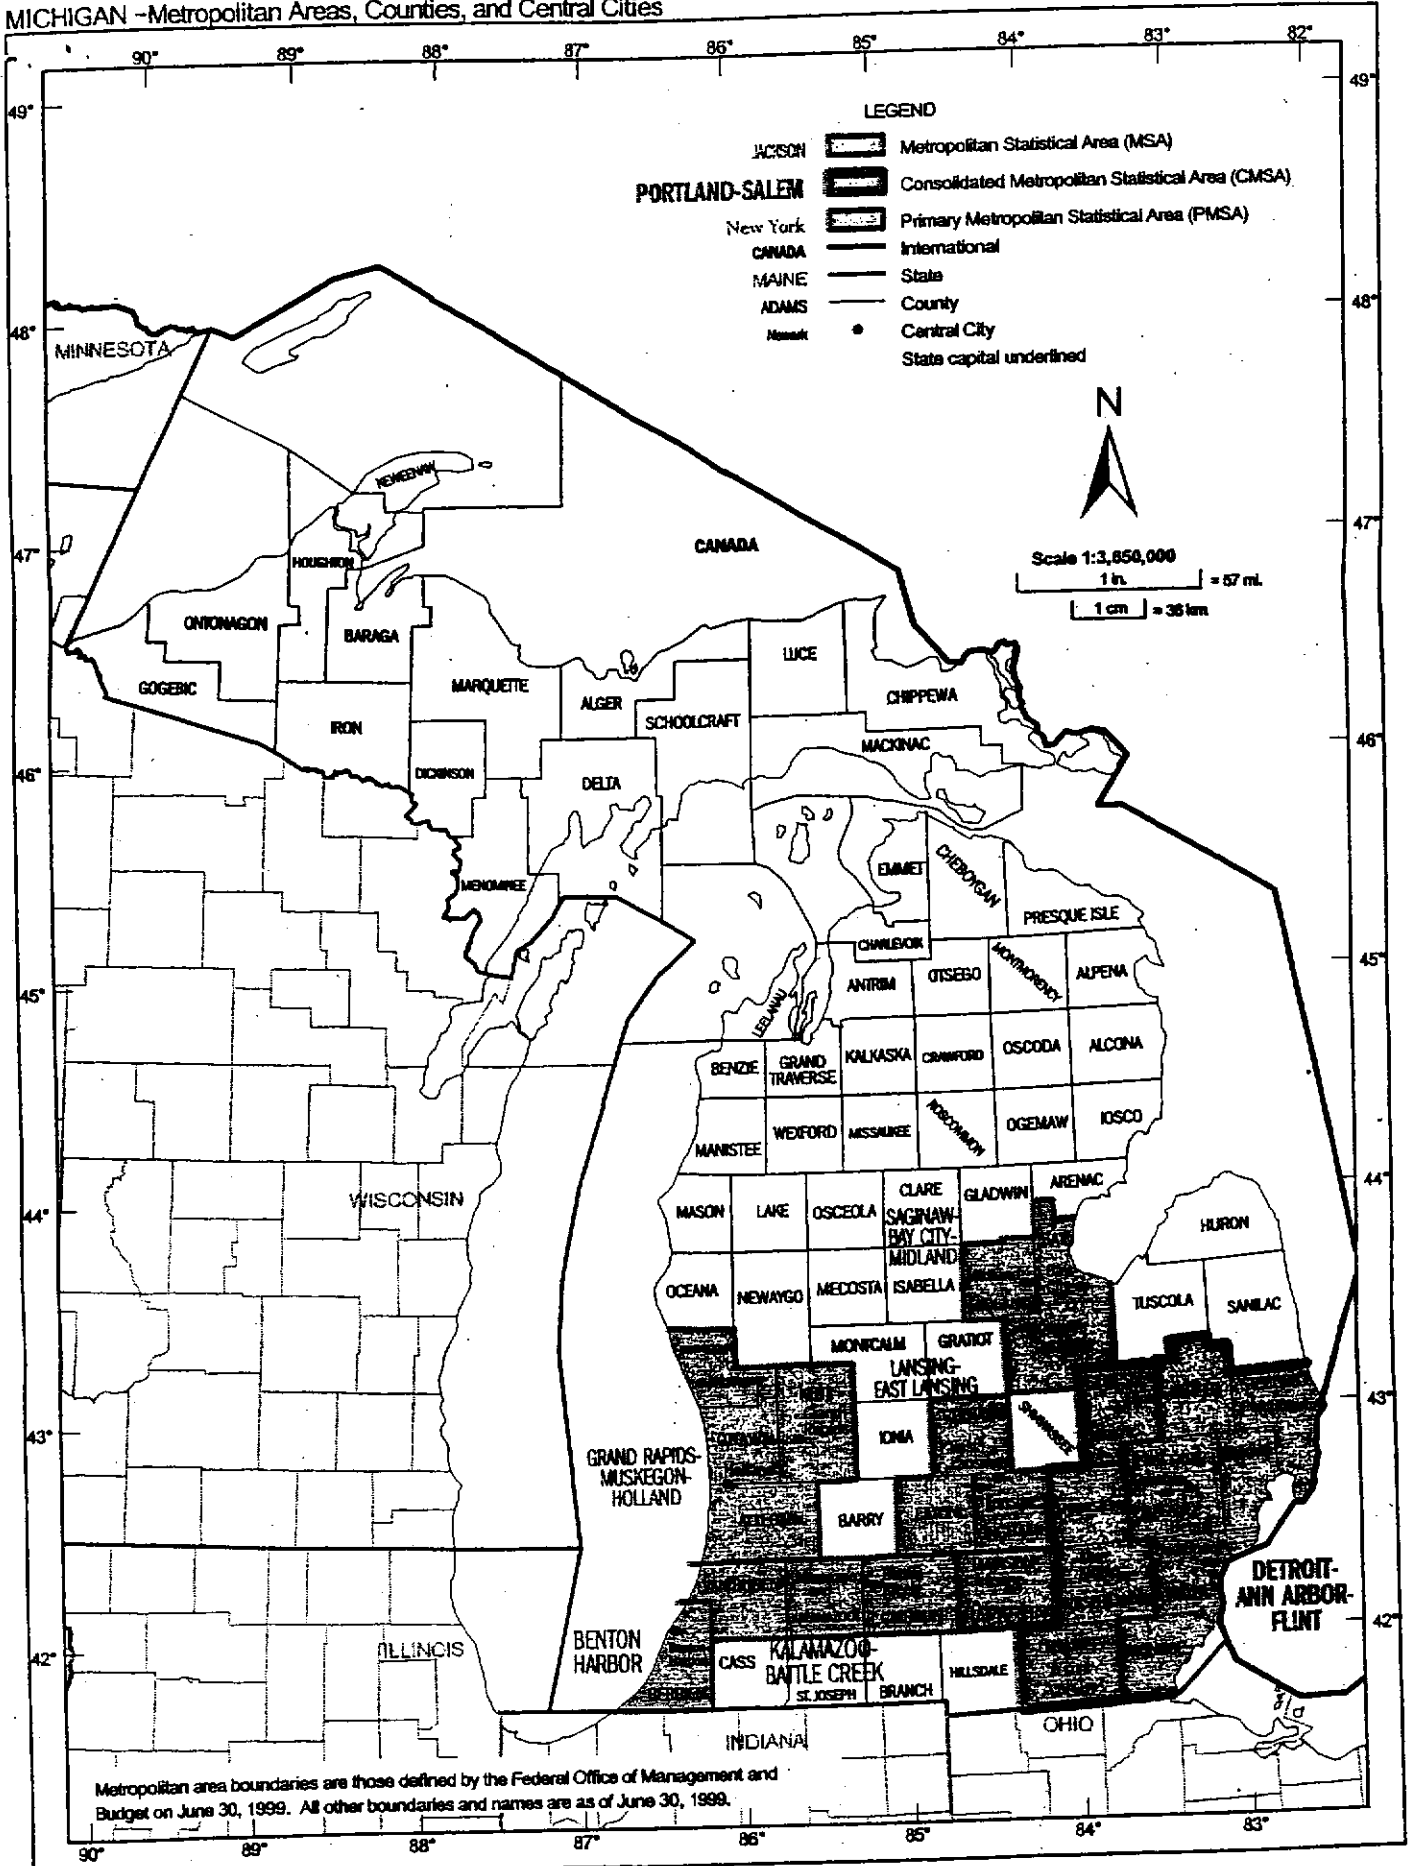 MICHIGAN -Metropolitan Areas, Counties, and Central Cities
90° 89° 88° 87° 86° 85° 84° 83° 82°
49° 49°
LEGEND
JACKSON Metropolitan Statistical Area (MSA)
PORTLAND-SALEM Consolidated Metropolitan Statistical Area (CMSA)
New York Primary Metropolitan Statistical Area (PMSA)
CANADA International
MAINE State
ADAMS County
Newark Central City
State capital underlined
48° 48°
MINNESOTA
N
KEWEENAW
47° 47°
CANADA
Scale 1:3,650,000
1 in. = 57 mi.
1 cm = 36 km
HOUGHTON
ONTONAGON
BARAGA
LUCE
GOGEBIC
MARQUETTE
ALGER
CHIPPEWA
IRON
SCHOOLCRAFT
MACKINAC
46° 46°
DICKINSON
DELTA
MENOMINEE
EMMET
CHEBOYGAN
PRESQUE ISLE
CHARLEVOIX
45° 45°
ANTRIM
OTSEGO
MONTMORENCY
ALPENA
LEELANAU
BENZIE
GRAND
TRAVERSE
KALKASKA
CRAWFORD
OSCODA
ALCONA
MANISTEE
WEXFORD
MISSAUKEE
ROSCOMMON
OGEMAW
IOSCO
44° 44°
WISCONSIN
MASON
LAKE
OSCEOLA
CLARE
GLADWIN
ARENAC
SAGINAW-
BAY CITY-
MIDLAND
HURON
OCEANA
NEWAYGO
MECOSTA
ISABELLA
TUSCOLA
SANILAC
MONTCALM
GRATIOT
LANSING-
EAST LANSING
43° 43°
IONIA
SHIAWASSEE
GRAND RAPIDS-
MUSKEGON-
HOLLAND
BARRY
DETROIT-
ANN ARBOR-
FLINT
42° 42°
ILLINOIS
BENTON
HARBOR
CASS
KALAMAZOO-
BATTLE CREEK
ST. JOSEPH
BRANCH
HILLSDALE
INDIANA
OHIO
Metropolitan area boundaries are those defined by the Federal Office of Management and
Budget on June 30, 1999. All other boundaries and names are as of June 30, 1999.
90° 89° 88° 87° 86° 85° 84° 83°